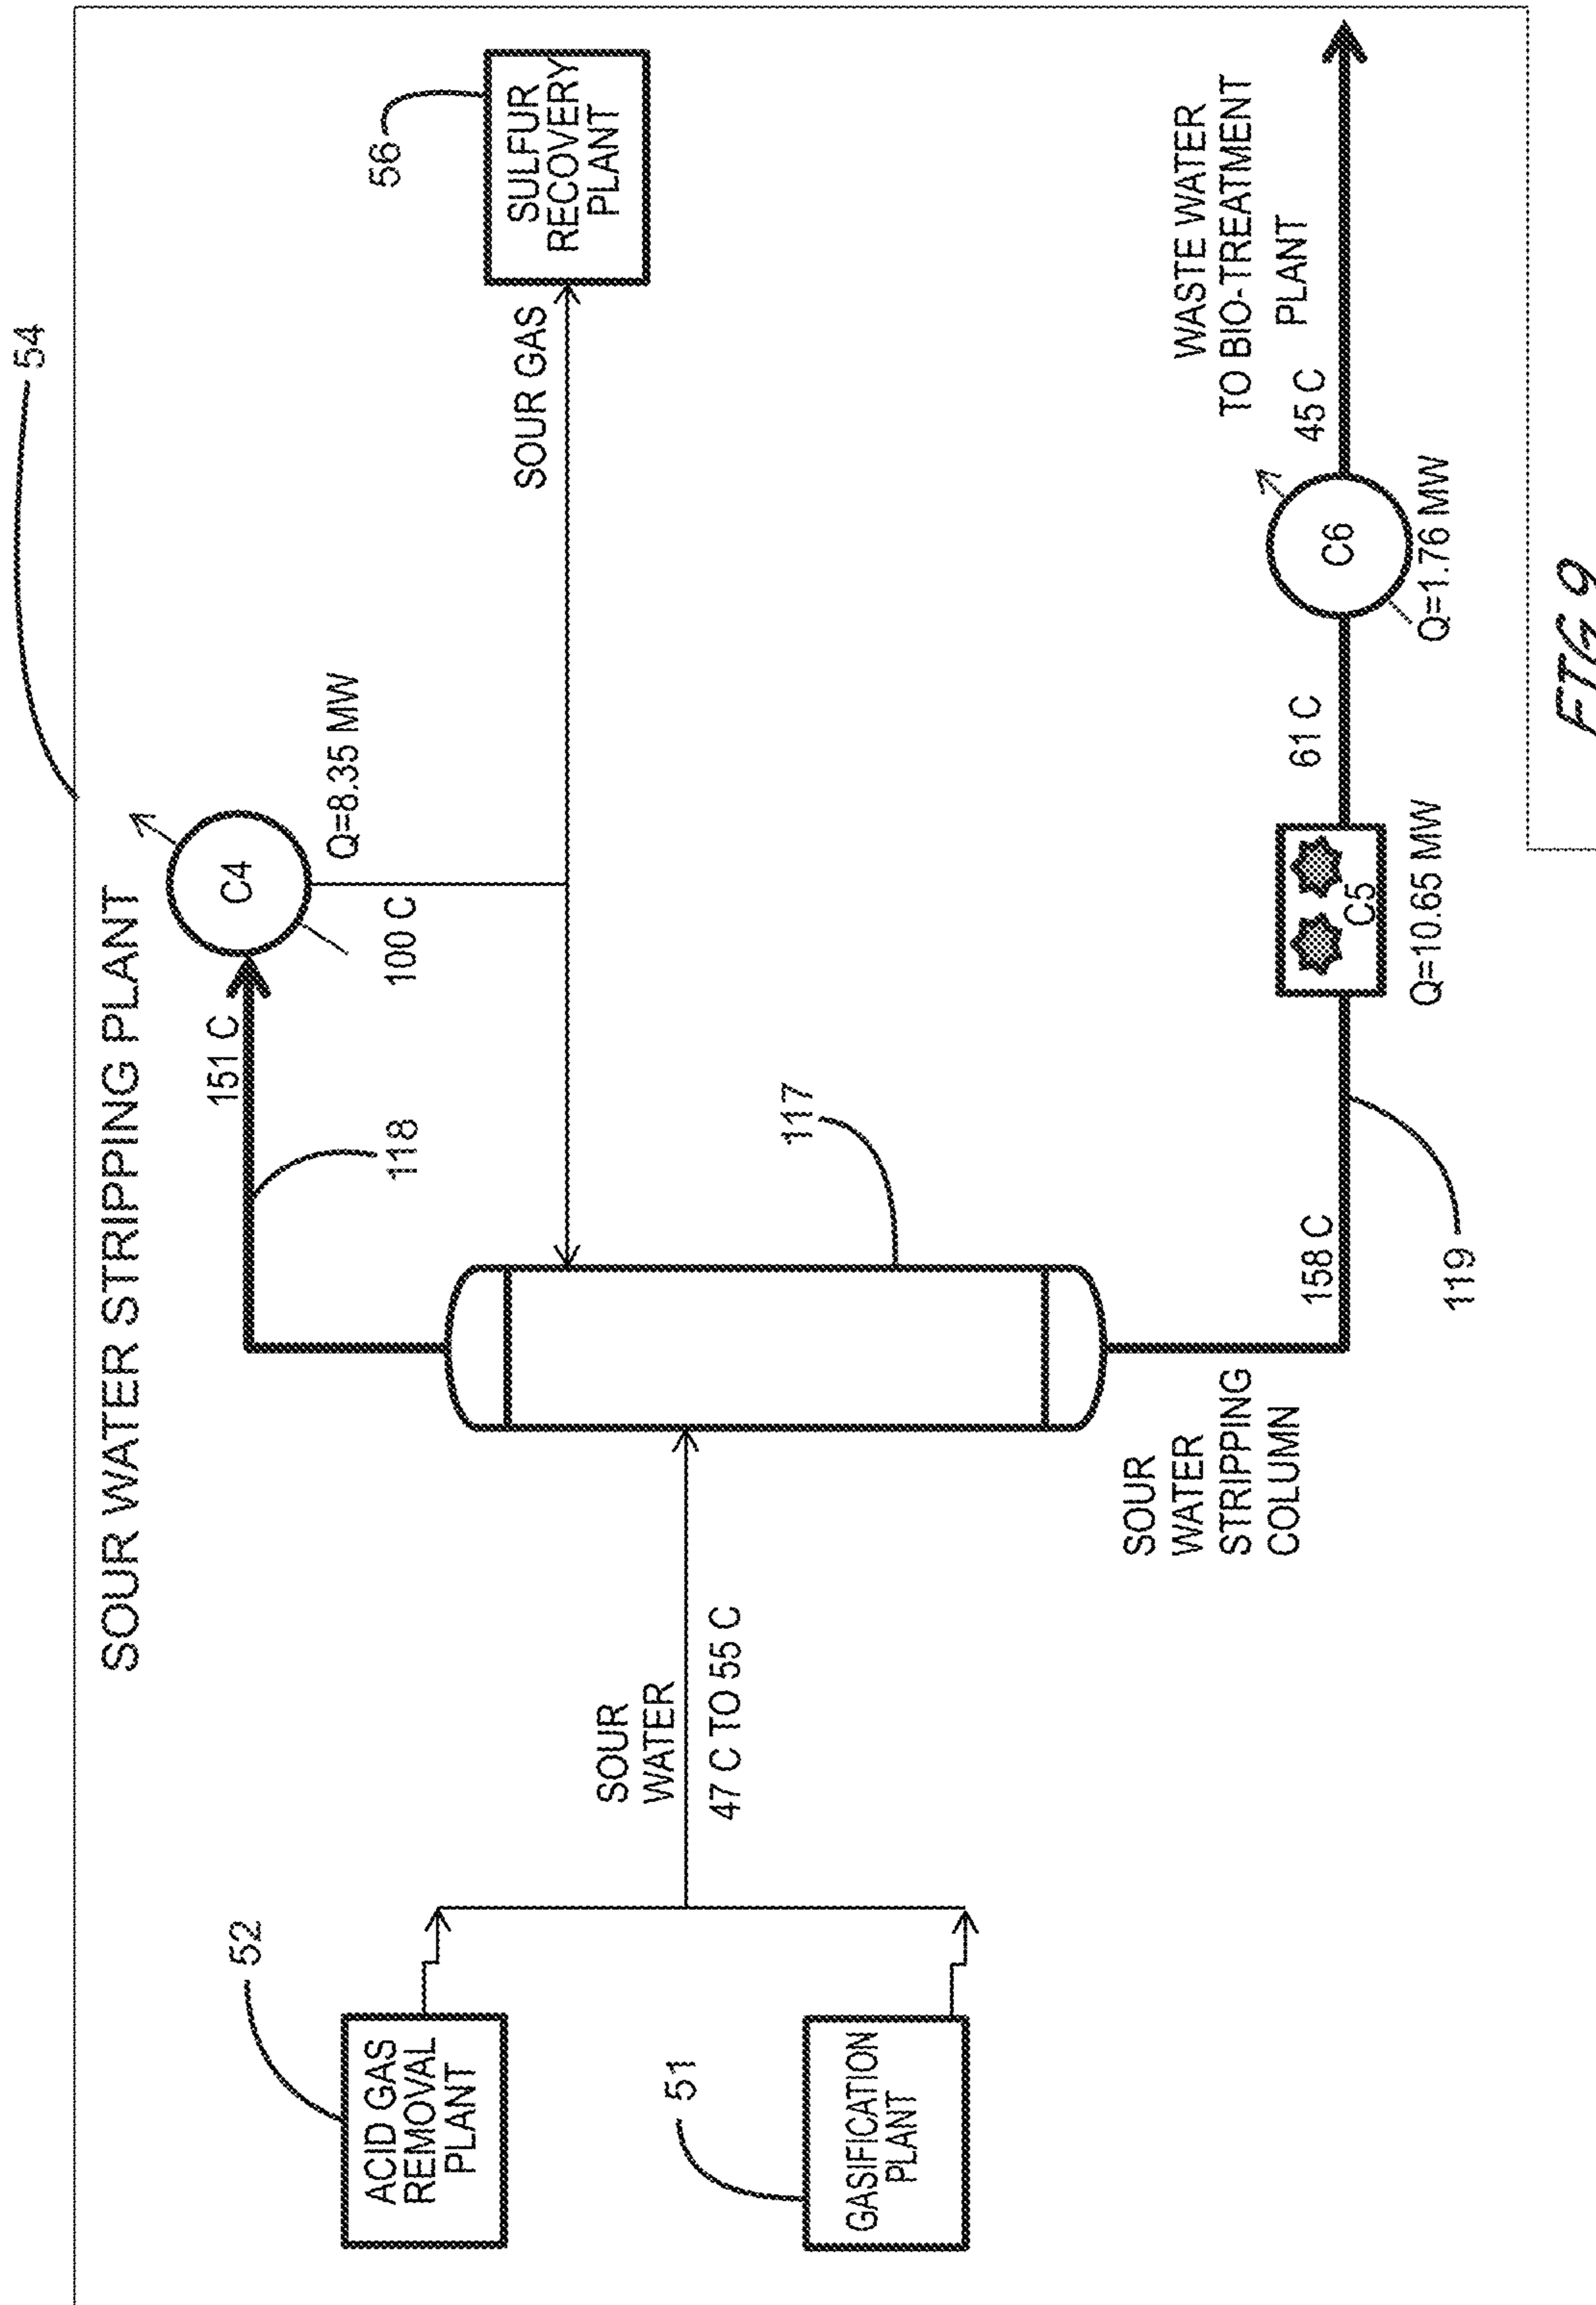 54
SOUR WATER STRIPPING PLANT
52
ACID GAS
REMOVAL
PLANT
51
GASIFICATION
PLANT
SOUR
WATER
47 C TO 55 C
118
151 C
C4
100 C
Q=8.35 MW
SOUR GAS
56
SULFUR
RECOVERY
PLANT
117
SOUR
WATER
STRIPPING
COLUMN
158 C
119
C5
Q=10.65 MW
61 C
C6
Q=1.76 MW
45 C
WASTE WATER
TO BIO-TREATMENT
PLANT
FIG 9